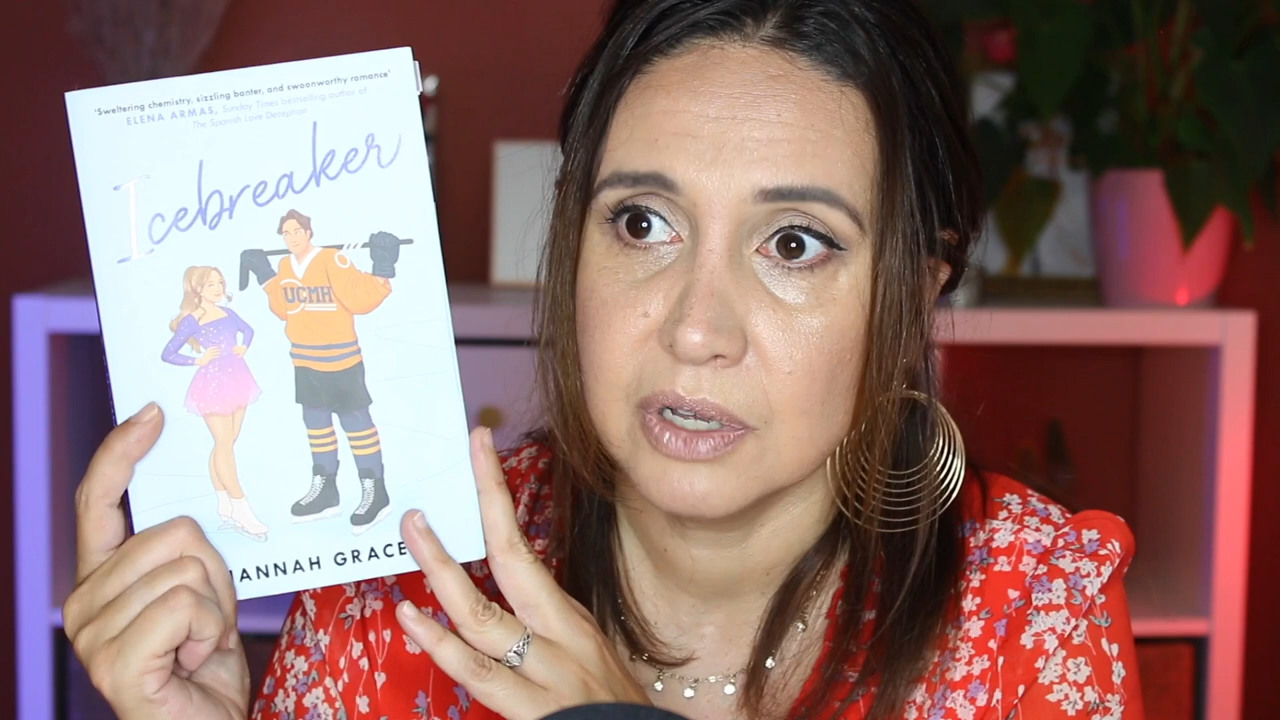 'Sweltering chemistry, sizzling banter, and swoonworthy romance'
ELENA ARMAS, Sunday Times bestselling author of
The Spanish Love Deception
Icebreaker
UCMH
HANNAH GRACE